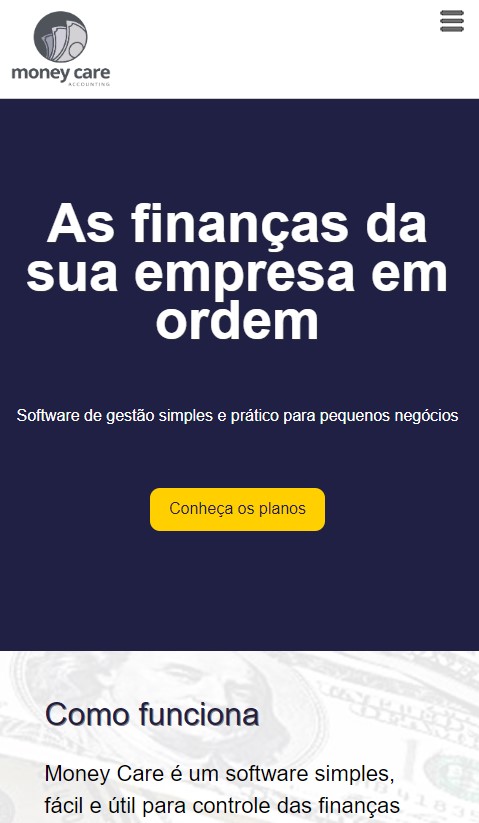 money care
ACCOUNTING
As finanças da
sua empresa em
ordem
Software de gestão simples e prático para pequenos negócios
Conheça os planos
Como funciona
Money Care é um software simples,
fácil e útil para controle das finanças